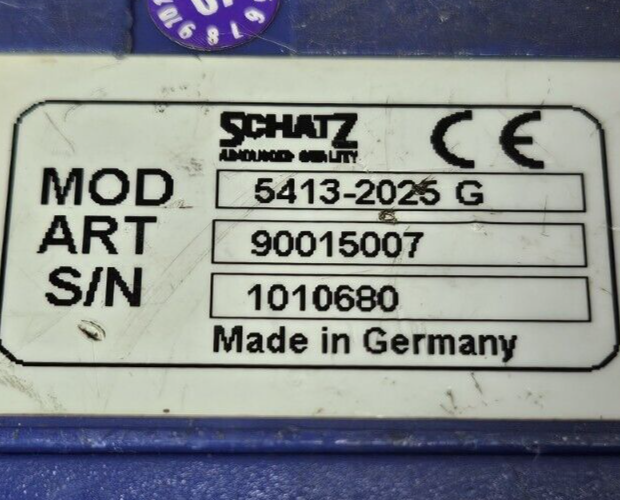 SCHATZ CE
MOD 5413-2025 G
ART 90015007
S/N 1010680
Made in Germany